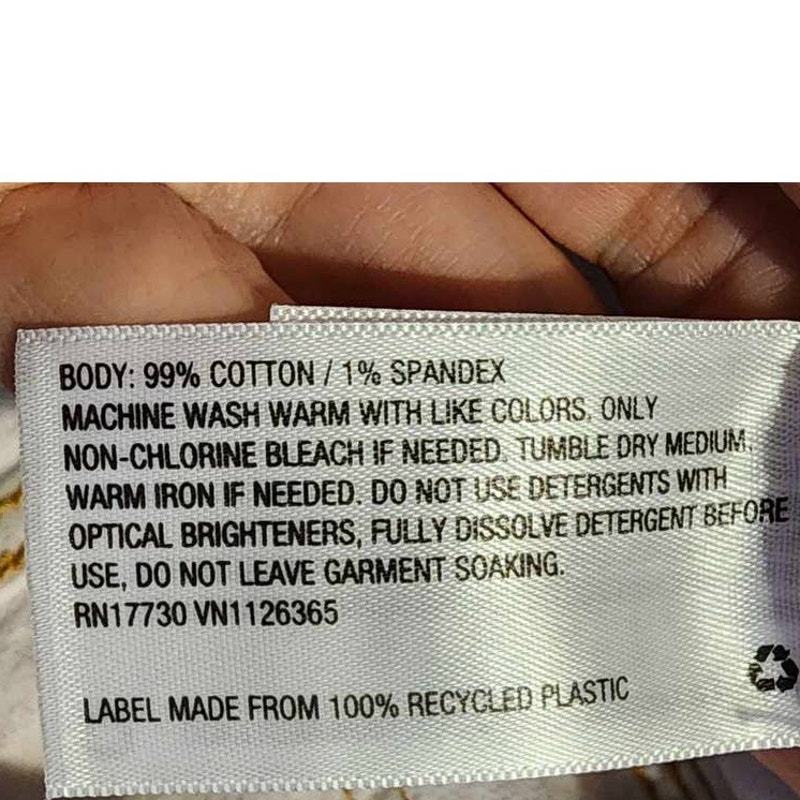 BODY: 99% COTTON / 1% SPANDEX
MACHINE WASH WARM WITH LIKE COLORS, ONLY
NON-CHLORINE BLEACH IF NEEDED. TUMBLE DRY MEDIUM.
WARM IRON IF NEEDED. DO NOT USE DETERGENTS WITH
OPTICAL BRIGHTENERS, FULLY DISSOLVE DETERGENT BEFORE
USE, DO NOT LEAVE GARMENT SOAKING.
RN17730 VN1126365
LABEL MADE FROM 100% RECYCLED PLASTIC